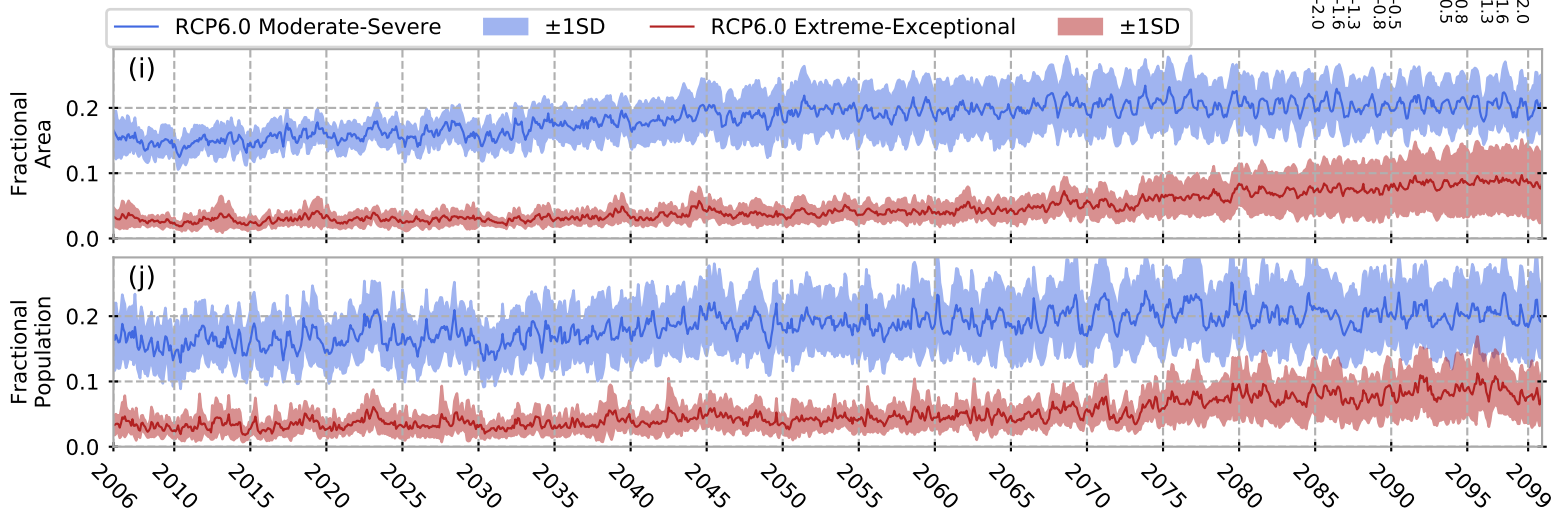 RCP6.0 Moderate-Severe ±1SD RCP6.0 Extreme-Exceptional ±1SD
-2.0
-1.6
-1.3
-0.8
-0.5
0.5
0.8
1.3
1.6
2.0
(i)
Fractional
Area
0.2
0.1
0.0
(j)
Fractional
Population
0.2
0.1
0.0
2006 2010 2015 2020 2025 2030 2035 2040 2045 2050 2055 2060 2065 2070 2075 2080 2085 2090 2095 2099